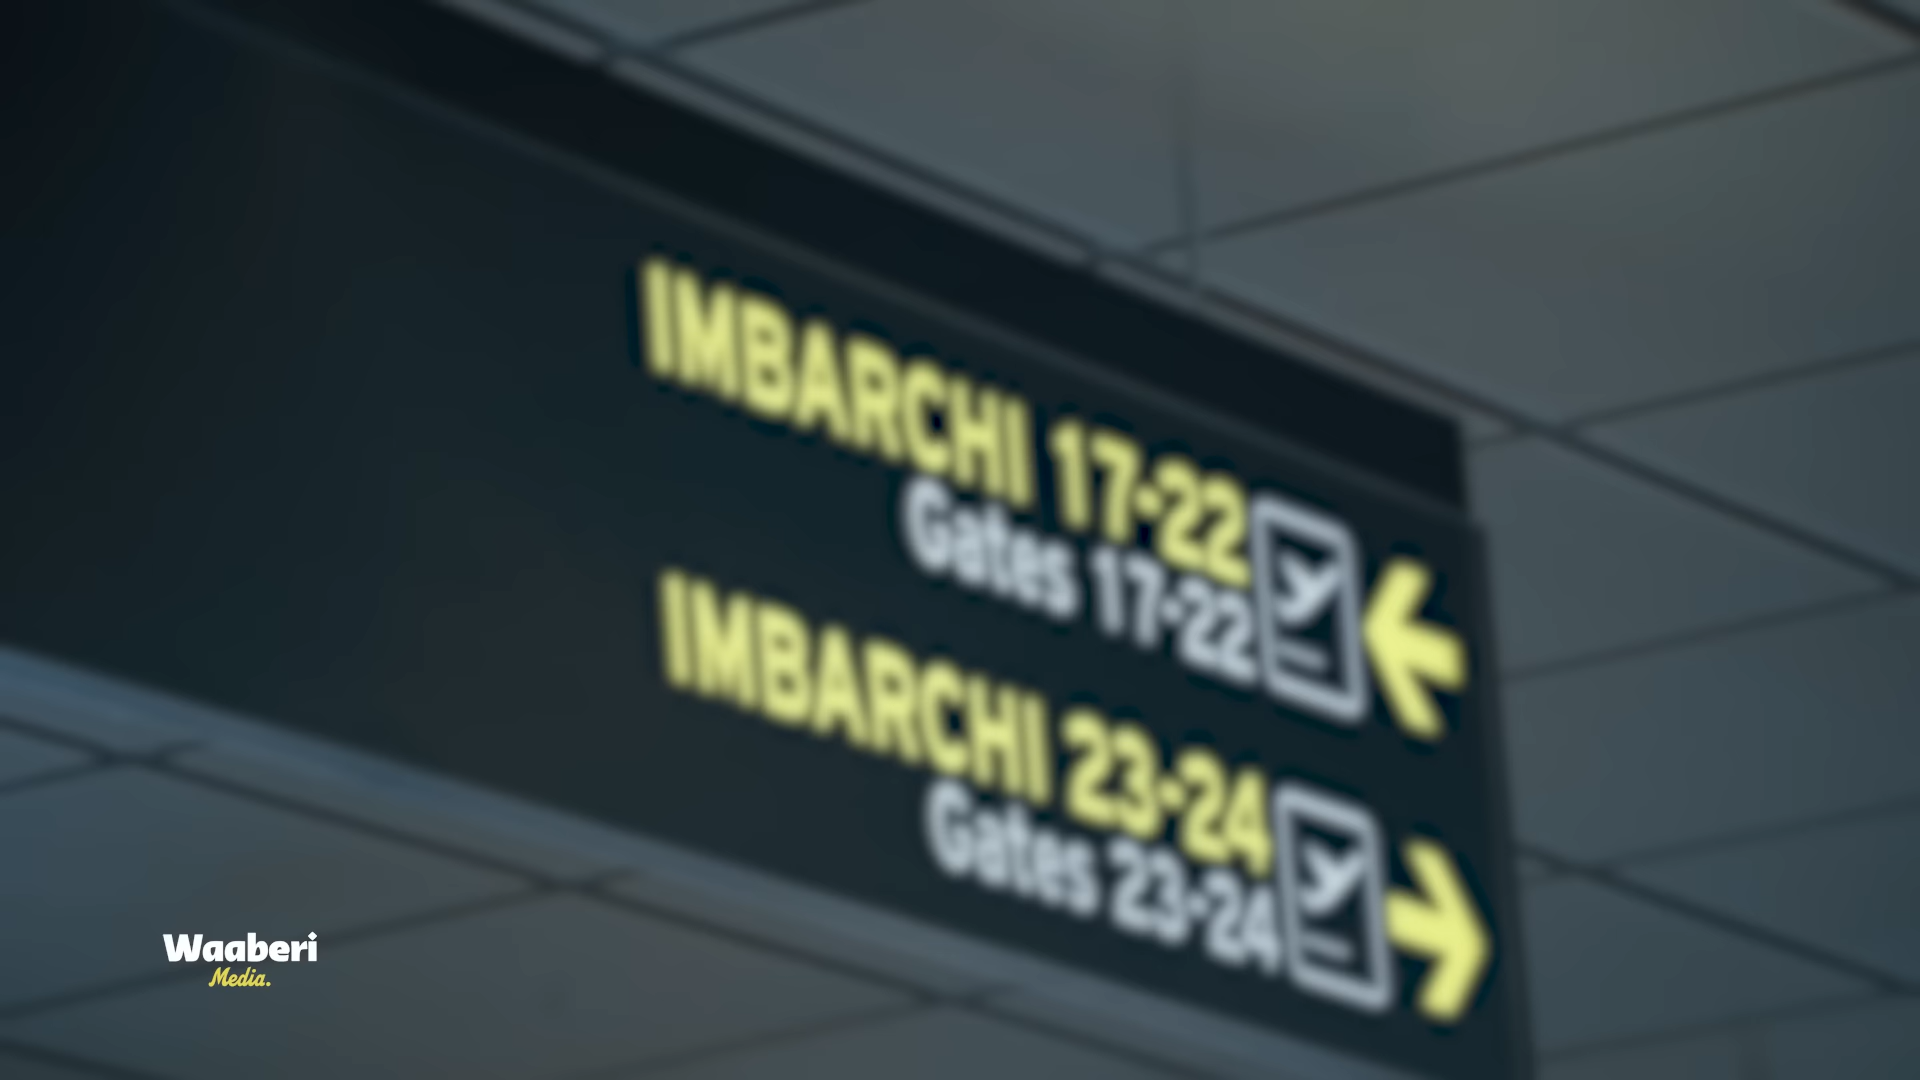 IMBARCHI 17-22
Gates 17-22
IMBARCHI 23-24
Gates 23-24
Waaberi
Media.